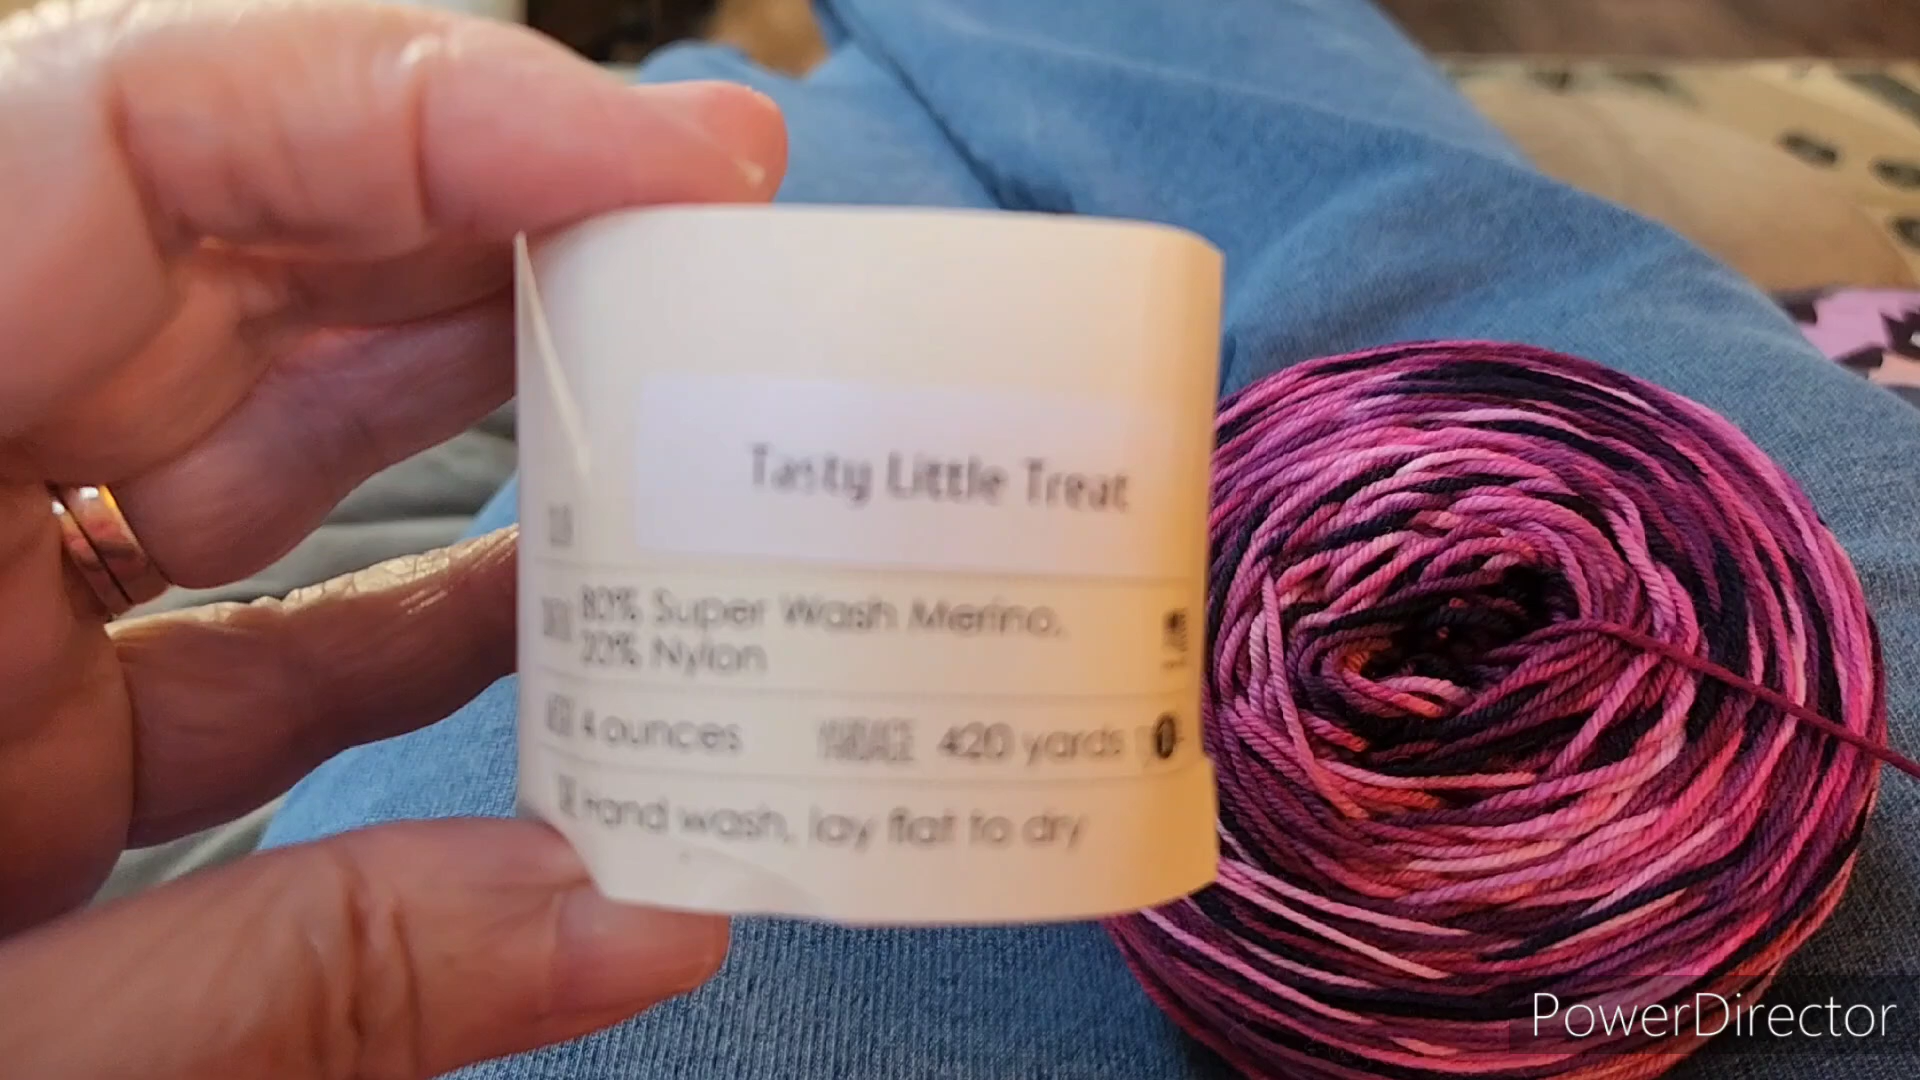 Tasty Little Treat
80% Super Wash Merino,
20% Nylon
4 ounces YARDAGE 420 yards
Hand wash, lay flat to dry
PowerDirector